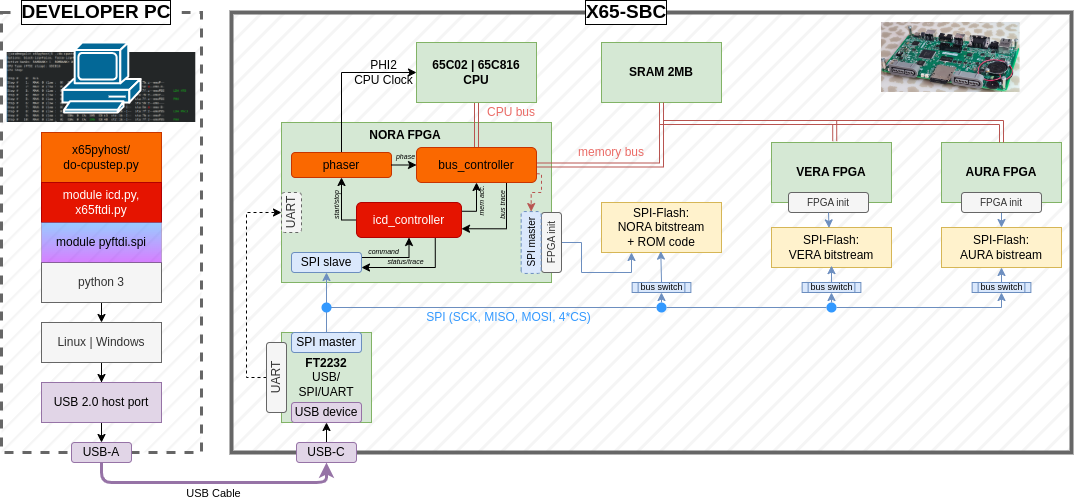 DEVELOPER PC
x65pyhost/
do-cpustep.py
module icd.py,
x65ftdi.py
module pyftdi.spi
python 3
Linux | Windows
USB 2.0 host port
USB-A
USB Cable
X65-SBC
PHI2
CPU Clock
65C02 | 65C816
CPU
SRAM 2MB
CPU bus
memory bus
NORA FPGA
phaser
phase
bus_controller
start/stop
mem acc.
bus trace
icd_controller
command
status/trace
SPI slave
UART
SPI master
FPGA init
SPI-Flash:
NORA bitstream
+ ROM code
bus switch
VERA FPGA
FPGA init
SPI-Flash:
VERA bitstream
bus switch
AURA FPGA
FPGA init
SPI-Flash:
AURA bistream
bus switch
SPI (SCK, MISO, MOSI, 4*CS)
SPI master
UART
FT2232
USB/
SPI/UART
USB device
USB-C